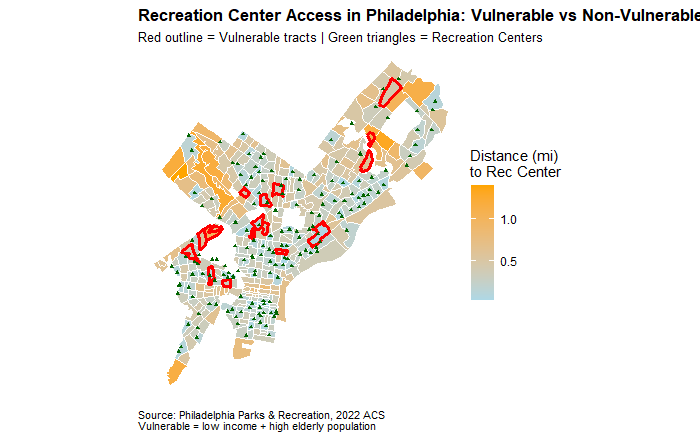 Recreation Center Access in Philadelphia: Vulnerable vs Non-Vulnerable
Red outline = Vulnerable tracts | Green triangles = Recreation Centers
Distance (mi)
to Rec Center
1.0
0.5
Source: Philadelphia Parks & Recreation, 2022 ACS
Vulnerable = low income + high elderly population